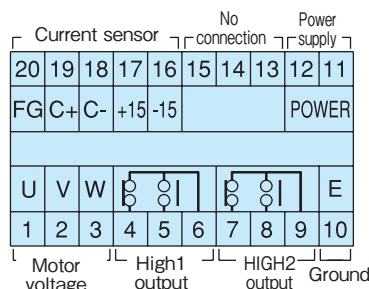 Current sensor
No
connection
Power
supply
20 19 18 17 16 15 14 13 12 11
FG C+ C- +15 -15 POWER
U V W E
1 2 3 4 5 6 7 8 9 10
Motor
voltage
High1
output
HIGH2
output
Ground